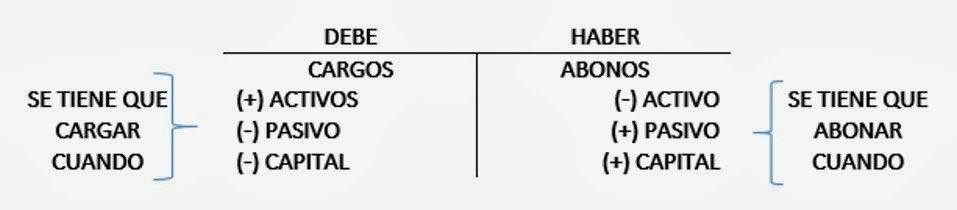 DEBE HABER
CARGOS ABONOS
SE TIENE QUE (+) ACTIVOS (-) ACTIVO SE TIENE QUE
CARGAR (-) PASIVO (+) PASIVO ABONAR
CUANDO (-) CAPITAL (+) CAPITAL CUANDO